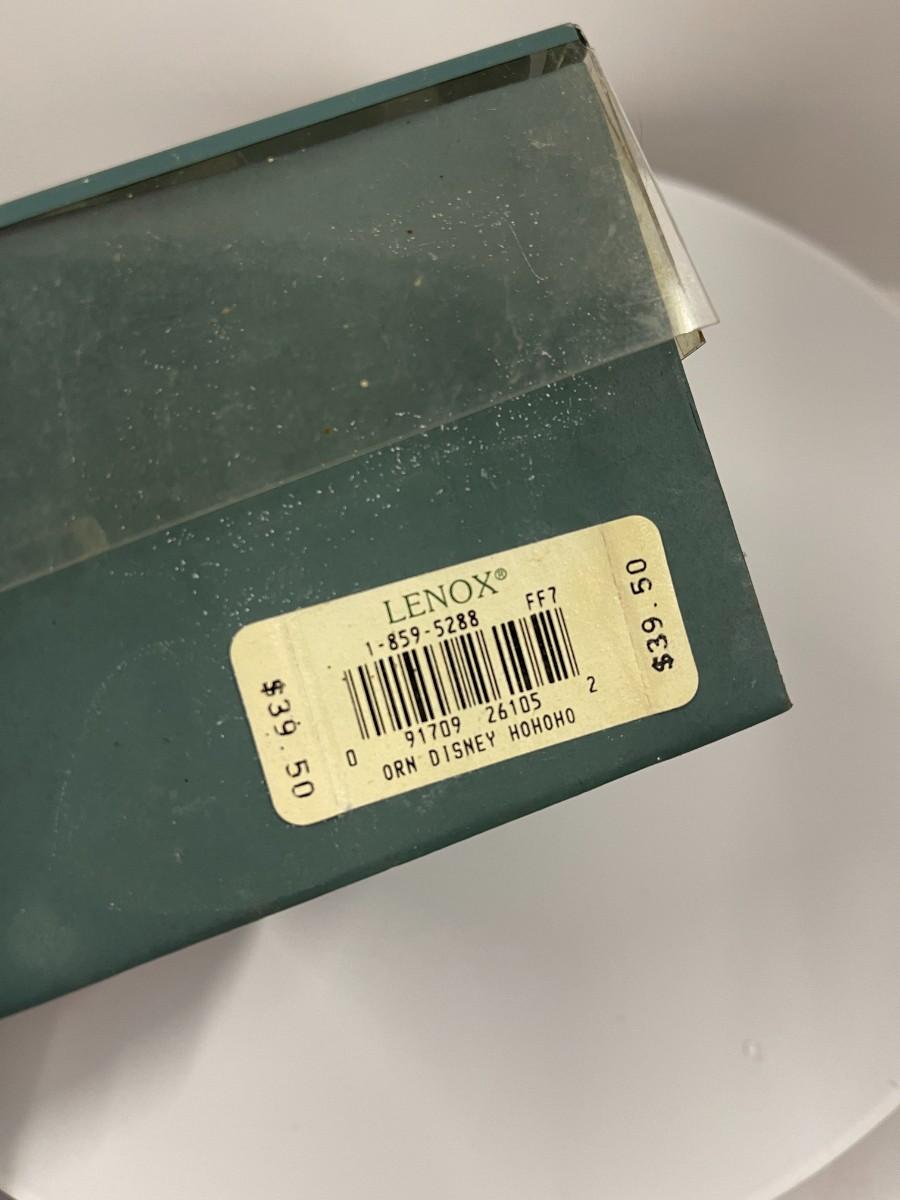 LENOX®
1-859-5288 FF7
0 91709 26105 2
ORN DISNEY HOHOHO
$39.50
$39.50